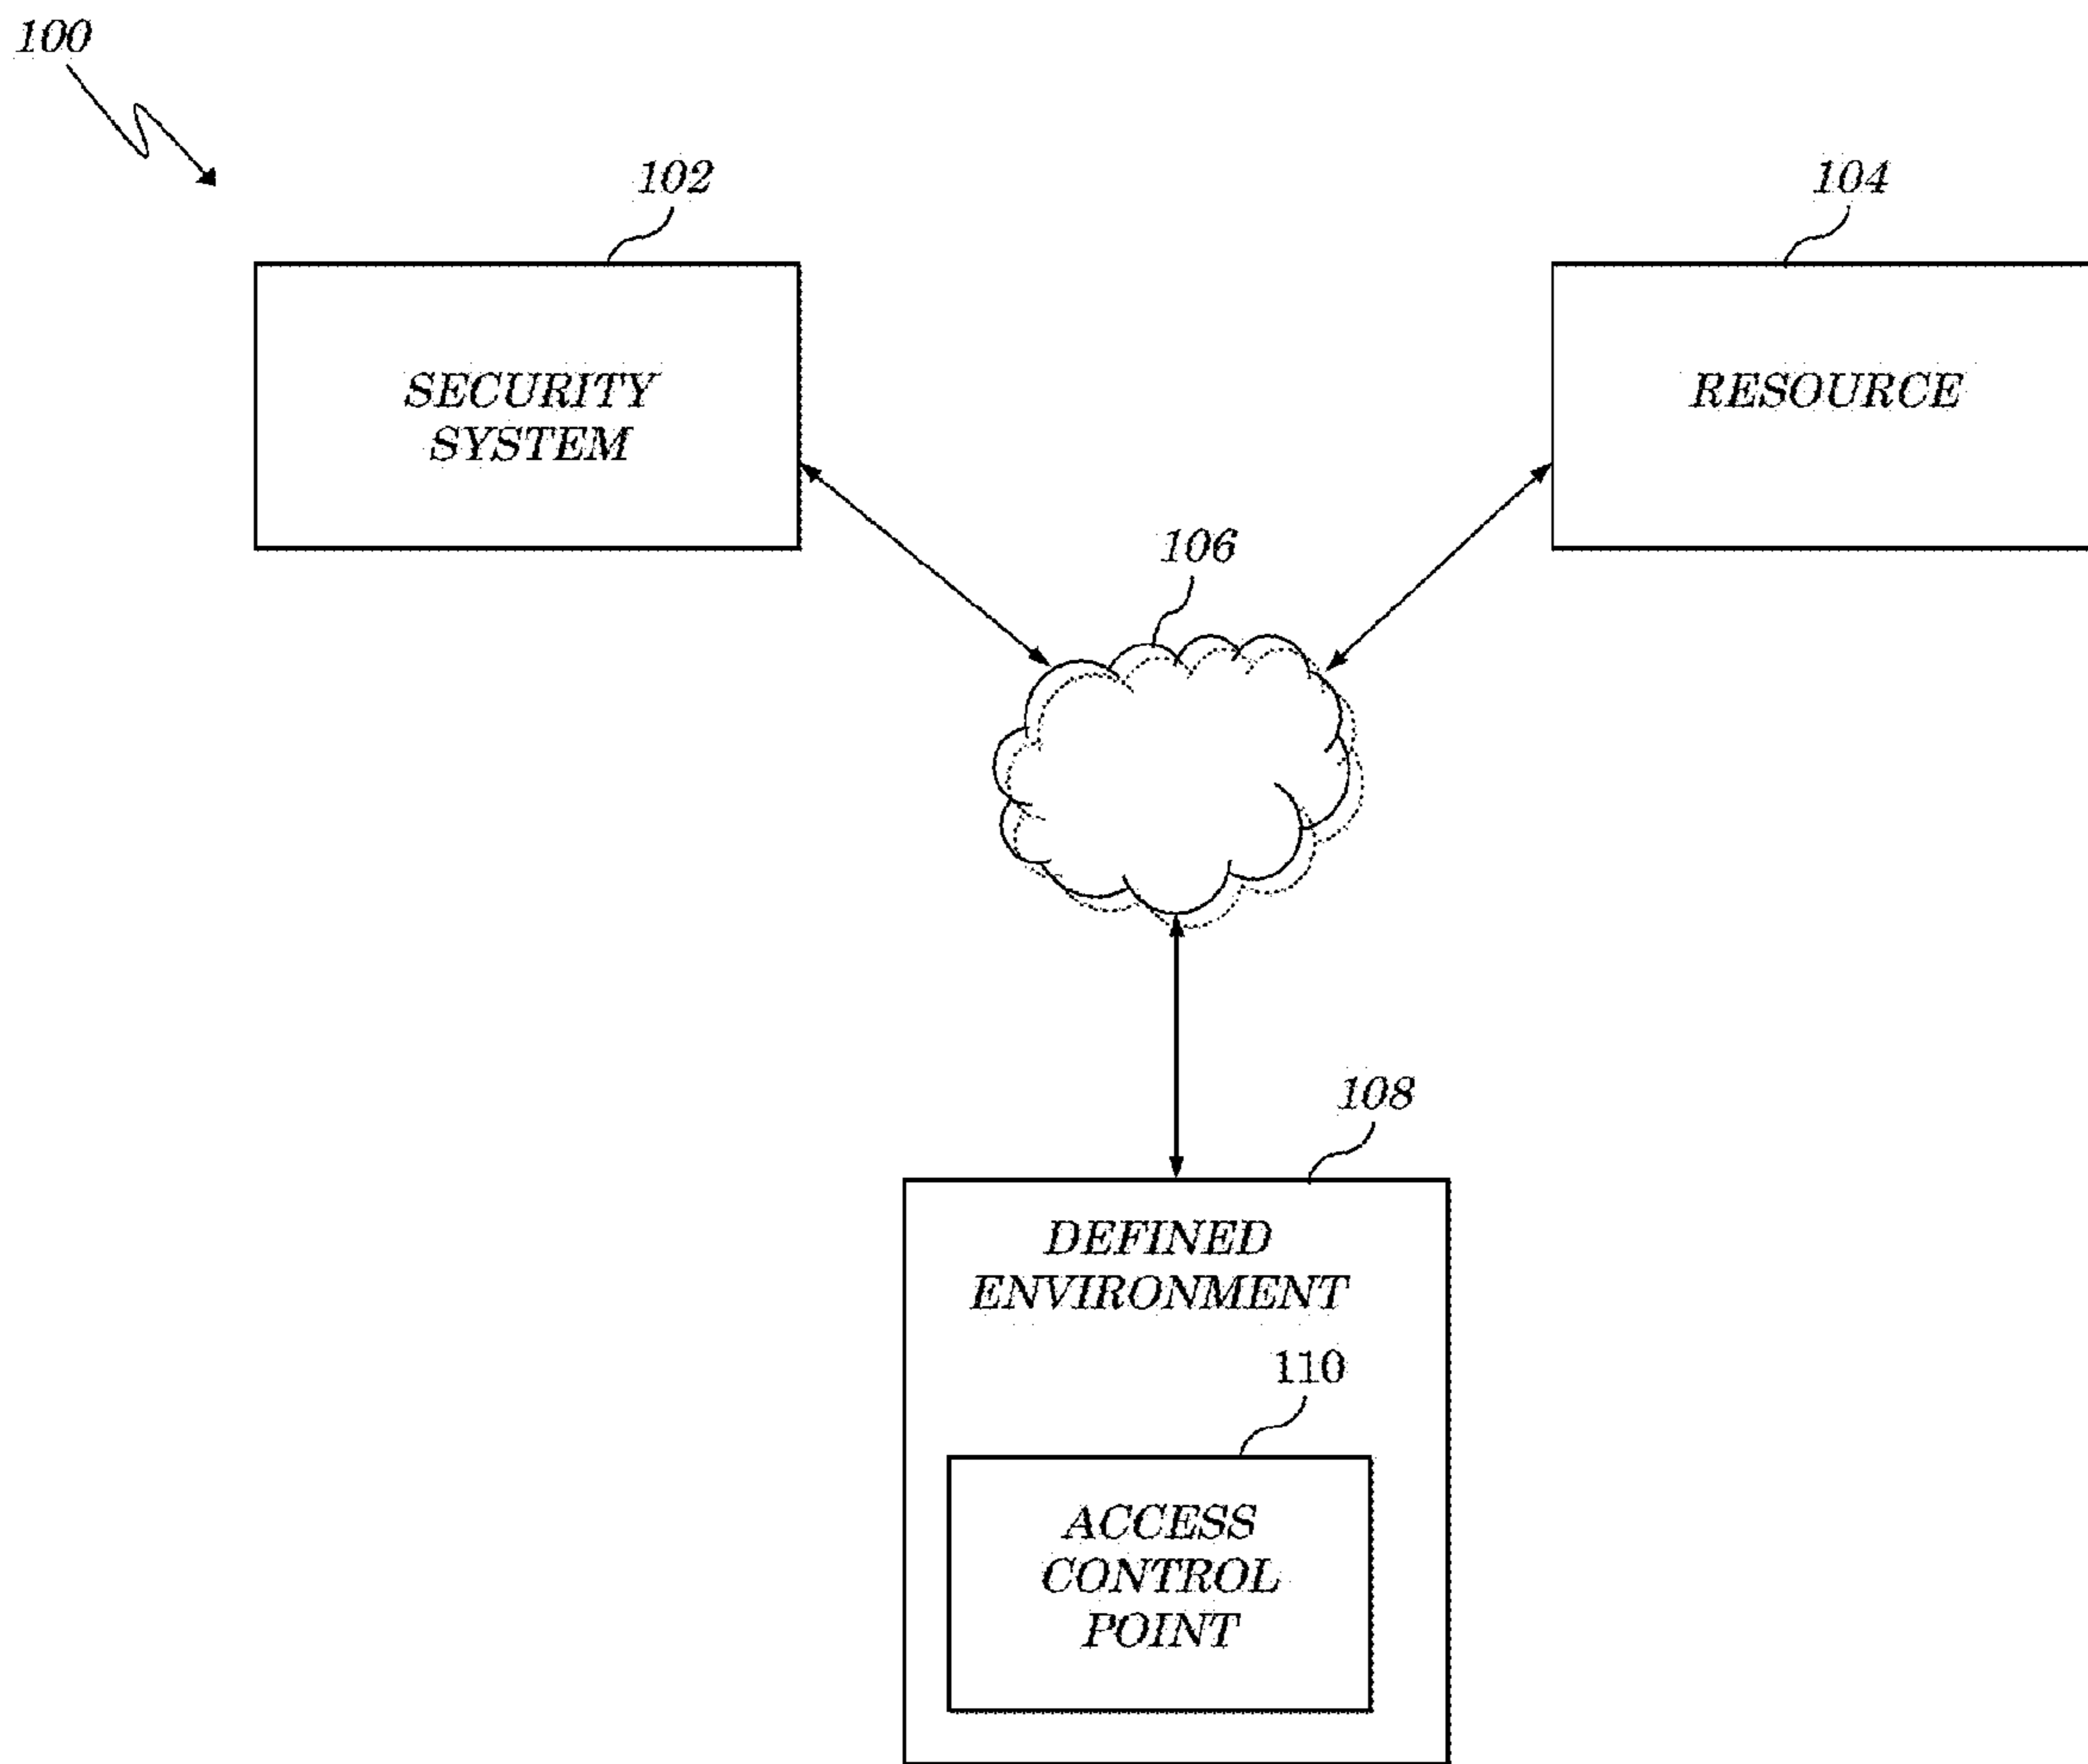 100
102
104
SECURITY
SYSTEM
RESOURCE
106
108
DEFINED
ENVIRONMENT
110
ACCESS
CONTROL
POINT